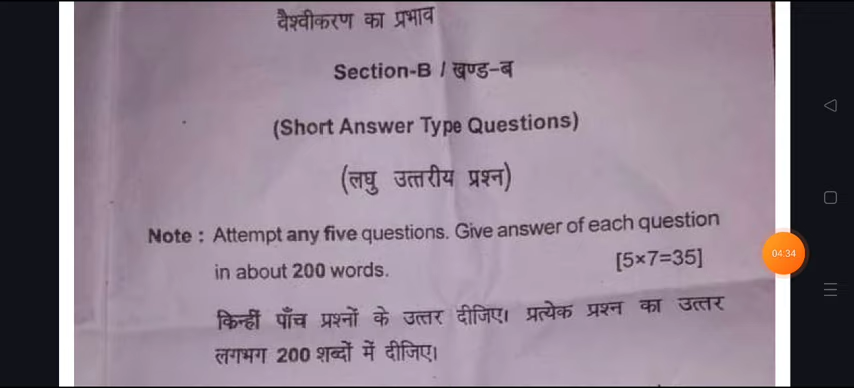 वैश्वीकरण का प्रभाव
Section-B / खण्ड-ब
(Short Answer Type Questions)
(लघु उत्तरीय प्रश्न)
Note : Attempt any five questions. Give answer of each question
in about 200 words. [5×7=35]
किन्हीं पाँच प्रश्नों के उत्तर दीजिए। प्रत्येक प्रश्न का उत्तर
लगभग 200 शब्दों में दीजिए।
04:34